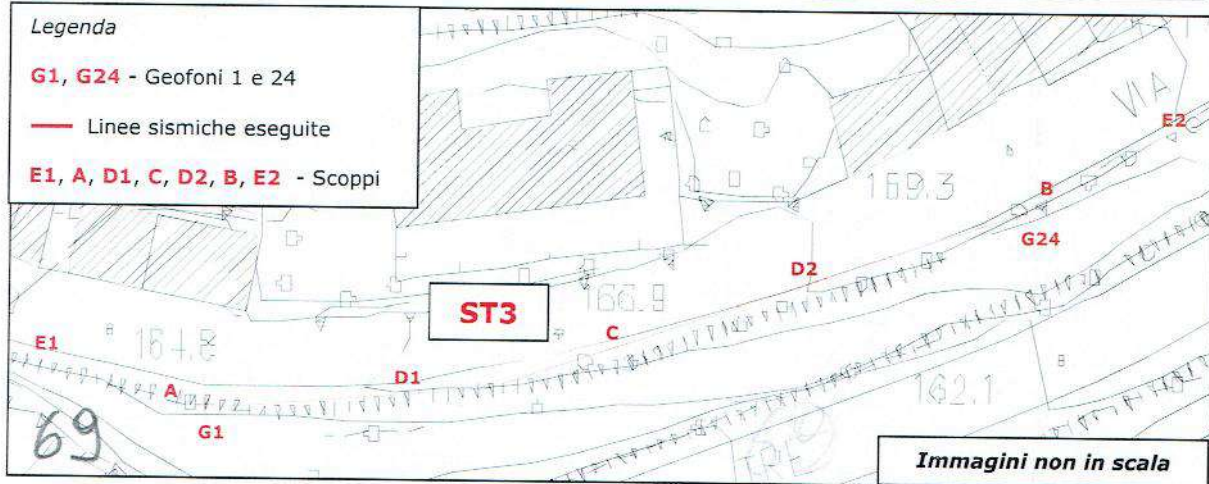 Legenda
G1, G24 - Geofoni 1 e 24
Linee sismiche eseguite
E1, A, D1, C, D2, B, E2 - Scoppi
VIA
E2
169.3
B
G24
D2
166.9
ST3
C
E1
164.8
D1
A
162.1
G1
69
Immagini non in scala